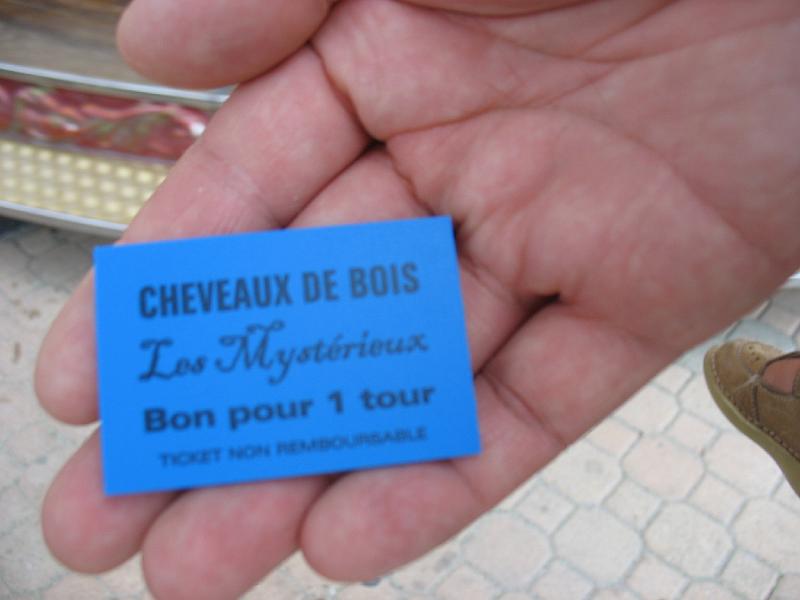 CHEVEAUX DE BOIS
Les Mystérieux
Bon pour 1 tour
TICKET NON REMBOURSABLE